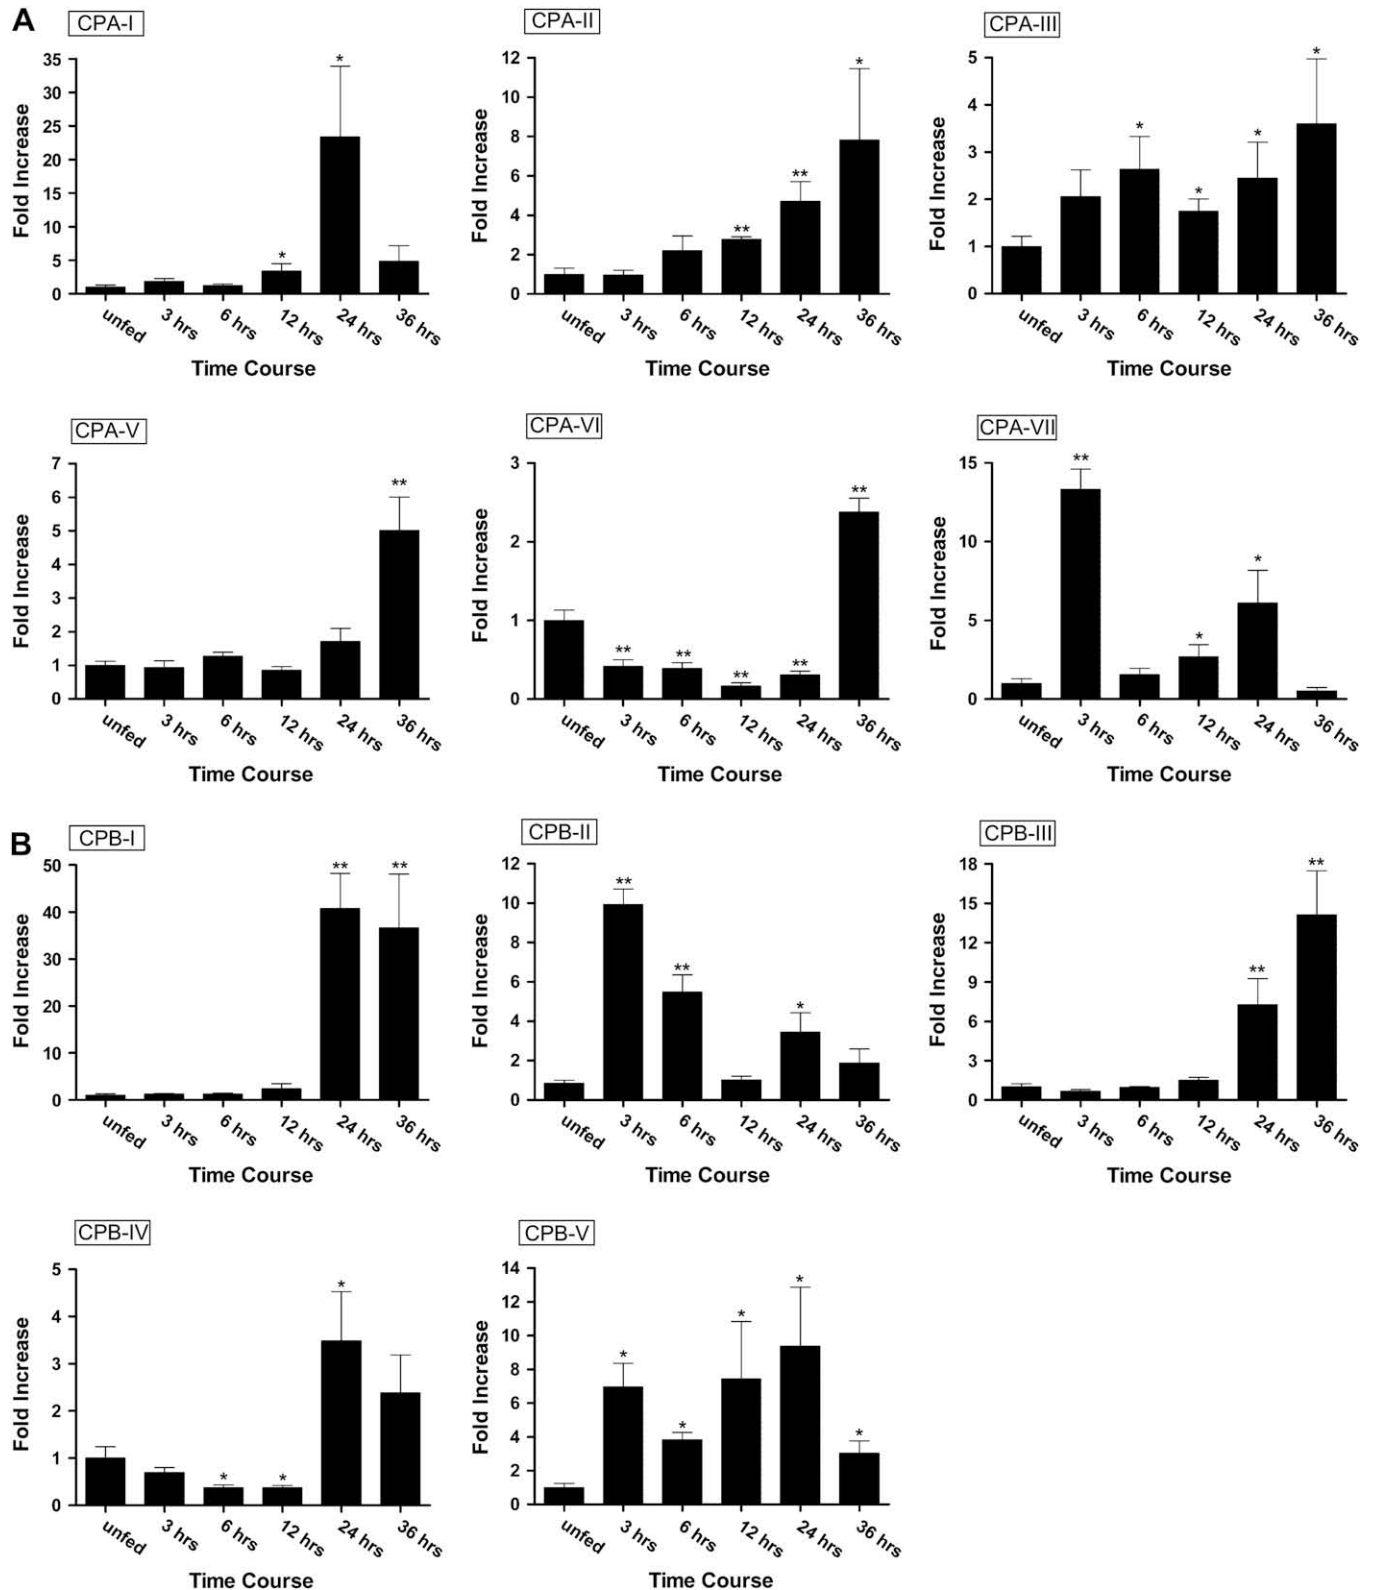 A
CPA-I
35
30
25
20
15
10
5
0
Fold Increase
*
*
unfed
3 hrs
6 hrs
12 hrs
24 hrs
36 hrs
Time Course
CPA-II
12
10
8
6
4
2
0
Fold Increase
**
**
*
unfed
3 hrs
6 hrs
12 hrs
24 hrs
36 hrs
Time Course
CPA-III
5
4
3
2
1
0
Fold Increase
*
*
*
*
unfed
3 hrs
6 hrs
12 hrs
24 hrs
36 hrs
Time Course
CPA-V
7
6
5
4
3
2
1
0
Fold Increase
**
unfed
3 hrs
6 hrs
12 hrs
24 hrs
36 hrs
Time Course
CPA-VI
3
2
1
0
Fold Increase
**
**
**
**
**
unfed
3 hrs
6 hrs
12 hrs
24 hrs
36 hrs
Time Course
CPA-VII
15
10
5
0
Fold Increase
**
*
*
unfed
3 hrs
6 hrs
12 hrs
24 hrs
36 hrs
Time Course
B
CPB-I
50
40
30
20
10
0
Fold Increase
**
**
unfed
3 hrs
6 hrs
12 hrs
24 hrs
36 hrs
Time Course
CPB-II
12
10
8
6
4
2
0
Fold Increase
**
**
*
unfed
3 hrs
6 hrs
12 hrs
24 hrs
36 hrs
Time Course
CPB-III
18
15
12
9
6
3
0
Fold Increase
**
**
unfed
3 hrs
6 hrs
12 hrs
24 hrs
36 hrs
Time Course
CPB-IV
5
4
3
2
1
0
Fold Increase
*
*
*
unfed
3 hrs
6 hrs
12 hrs
24 hrs
36 hrs
Time Course
CPB-V
14
12
10
8
6
4
2
0
Fold Increase
*
*
*
*
*
unfed
3 hrs
6 hrs
12 hrs
24 hrs
36 hrs
Time Course